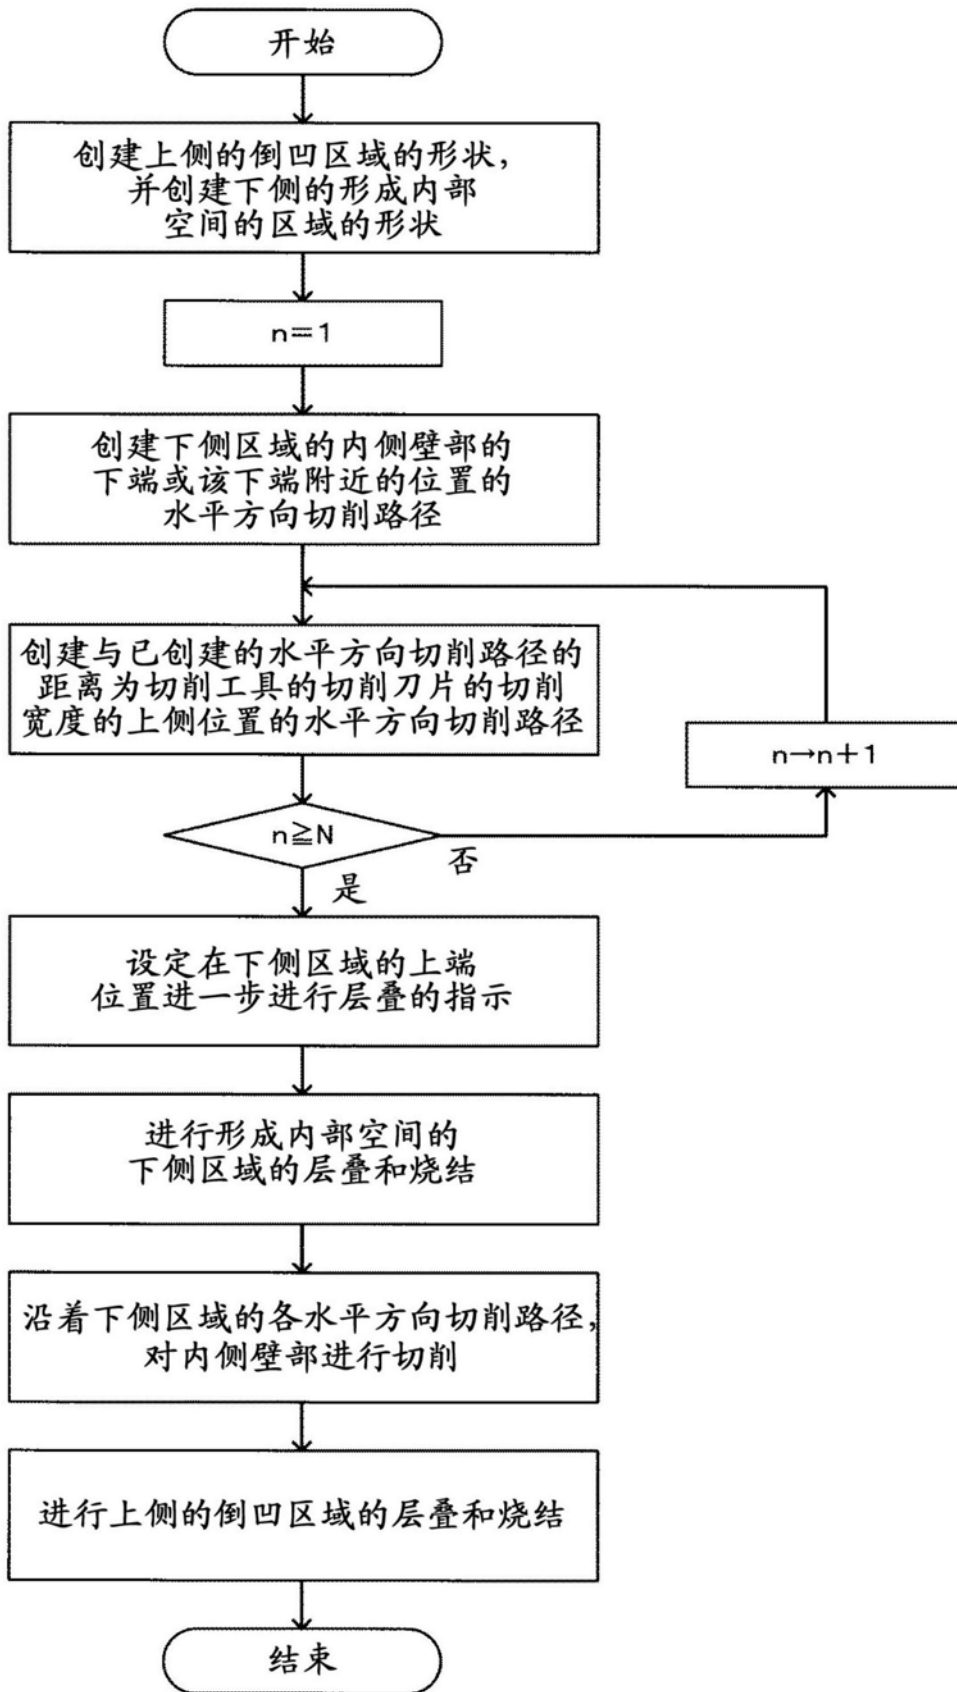 开始
创建上侧的倒凹区域的形状，
并创建下侧的形成内部
空间的区域的形状
n=1
创建下侧区域的内侧壁部的
下端或该下端附近的位置的
水平方向切削路径
创建与已创建的水平方向切削路径的
距离为切削工具的切削刀片的切削
宽度的上侧位置的水平方向切削路径
n→n+1
n≧N
否
是
设定在下侧区域的上端
位置进一步进行层叠的指示
进行形成内部空间的
下侧区域的层叠和烧结
沿着下侧区域的各水平方向切削路径，
对内侧壁部进行切削
进行上侧的倒凹区域的层叠和烧结
结束